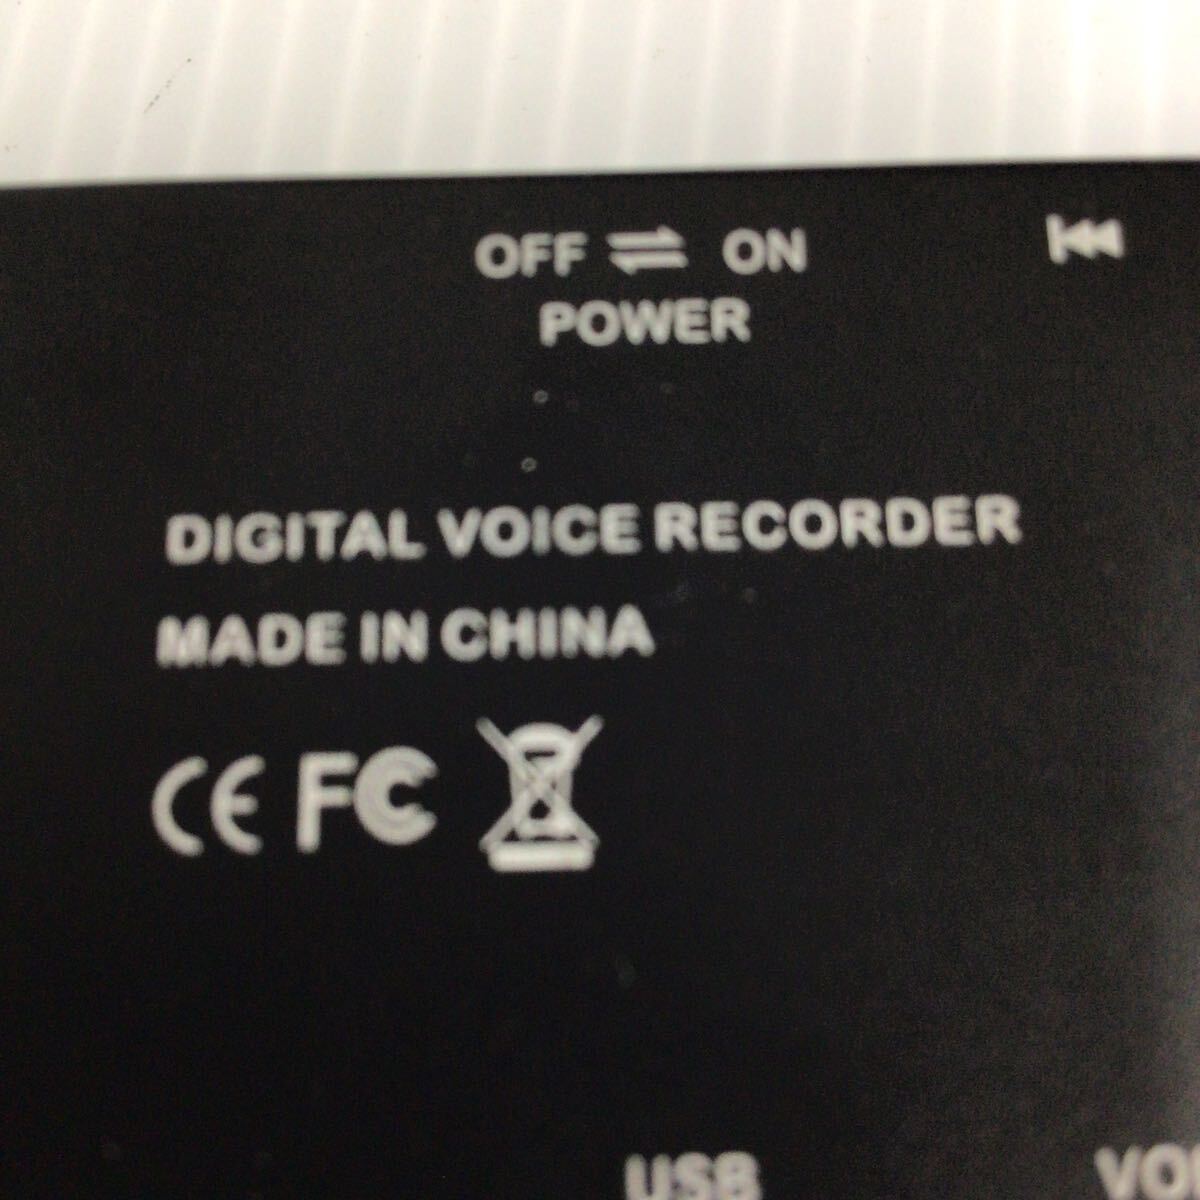 OFF ⇌ ON
POWER
DIGITAL VOICE RECORDER
MADE IN CHINA
CE FC
USB